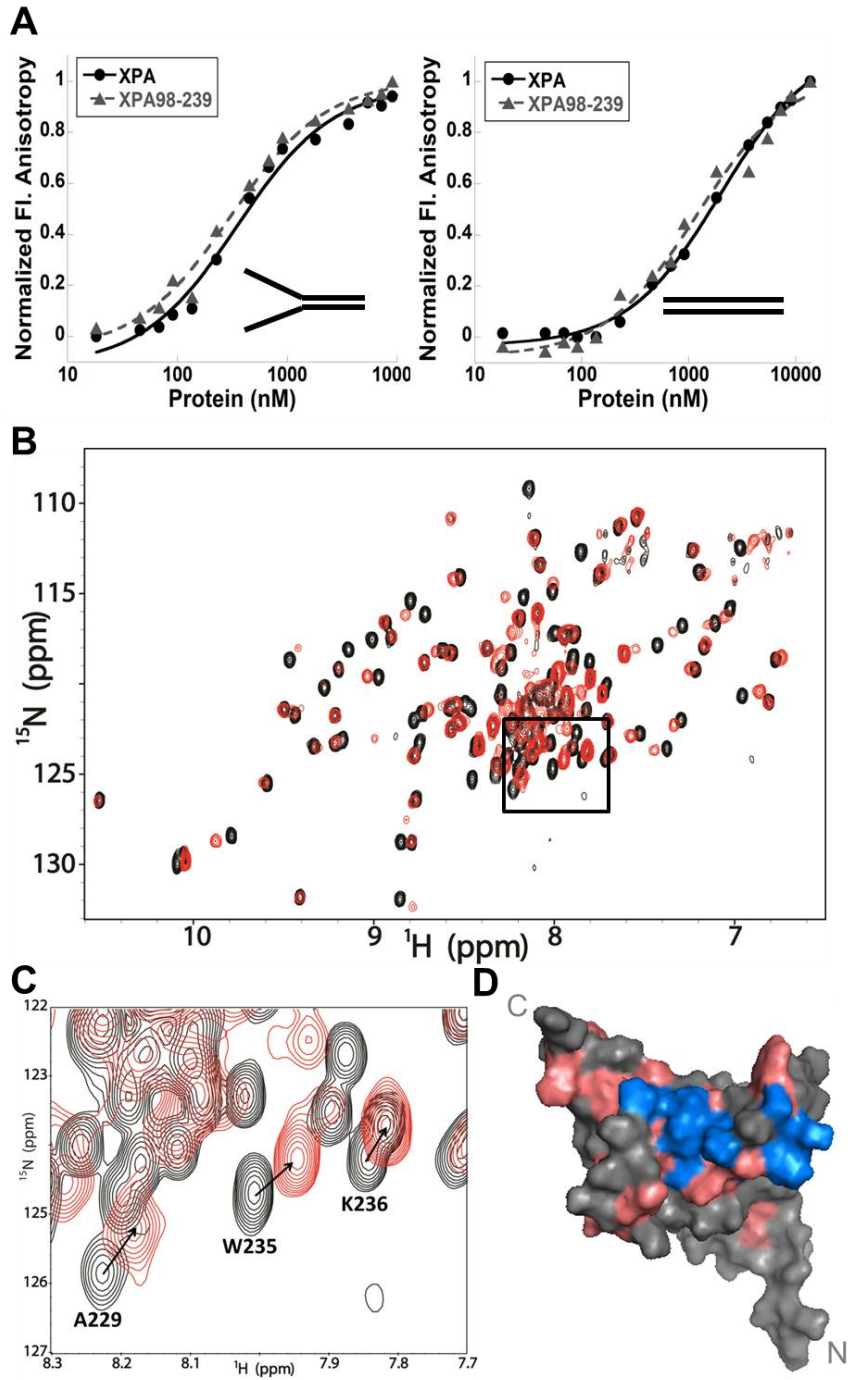 A
Normalized Fl. Anisotropy
1
0.8
0.6
0.4
0.2
0
XPA
XPA98-239
10 100 1000 1000
Protein (nM)
Normalized Fl. Anisotropy
1
0.8
0.6
0.4
0.2
0
XPA
XPA98-239
10 100 1000 10000
Protein (nM)
B
15N (ppm)
110
115
125
130
10 9 8 7
1H (ppm)
C
15N (ppm)
122
123
125
126
127
A229
W235
K236
8.3 8.2 8.1 7.9 7.8 7.7
1H (ppm)
D
C
N